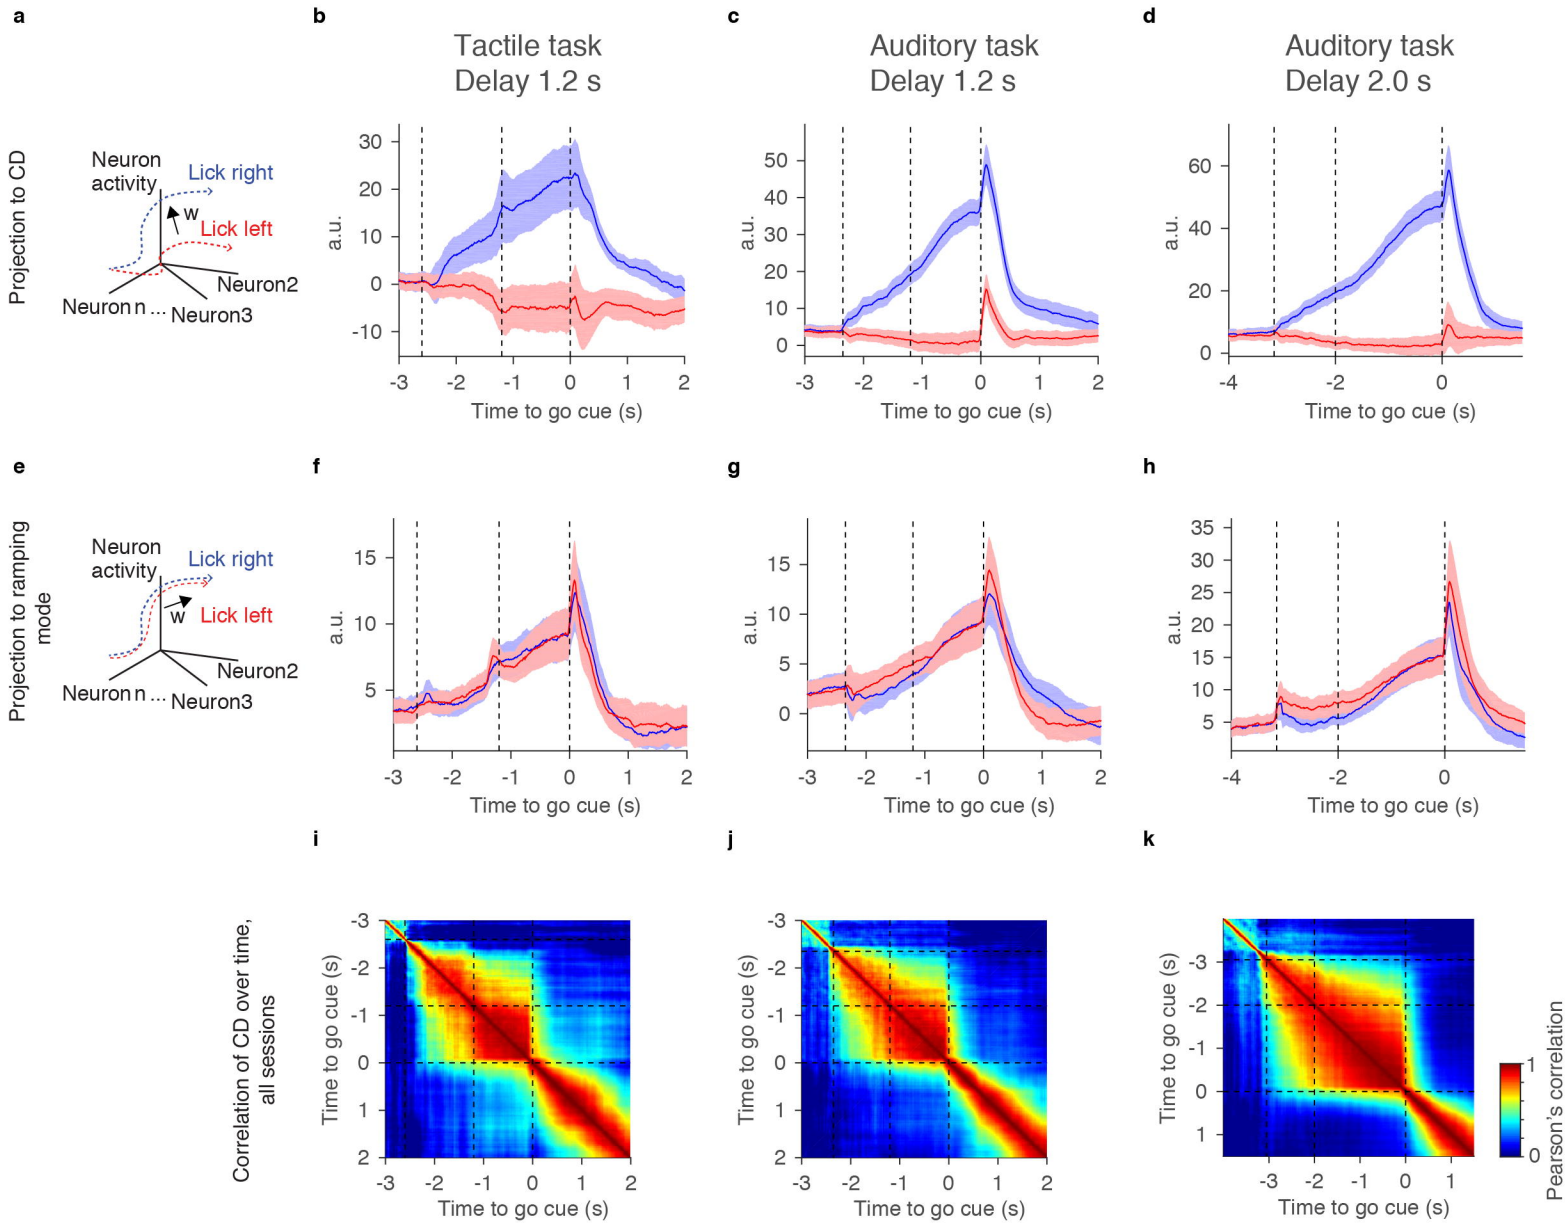 a
b
c
d
Tactile task
Delay 1.2 s
Auditory task
Delay 1.2 s
Auditory task
Delay 2.0 s
Projection to CD
Neuron
activity
Lick right
w
Lick left
Neuron2
Neuron n ... Neuron3
a.u.
30
20
10
0
-10
-3 -2 -1 0 1 2
Time to go cue (s)
a.u.
50
40
30
20
10
0
-3 -2 -1 0 1 2
Time to go cue (s)
a.u.
60
40
20
0
-4 -2 0
Time to go cue (s)
e
f
g
h
Projection to ramping
mode
Neuron
activity
Lick right
w
Lick left
Neuron2
Neuron n ... Neuron3
a.u.
15
10
5
-3 -2 -1 0 1 2
Time to go cue (s)
a.u.
15
10
5
0
-3 -2 -1 0 1 2
Time to go cue (s)
a.u.
35
30
25
20
15
10
5
-4 -2 0
Time to go cue (s)
i
j
k
Correlation of CD over time,
all sessions
Time to go cue (s)
-3
-2
-1
0
1
2
-3 -2 -1 0 1 2
Time to go cue (s)
Time to go cue (s)
-3
-2
-1
0
1
2
-3 -2 -1 0 1 2
Time to go cue (s)
Time to go cue (s)
-3
-2
-1
0
1
-3 -2 -1 0 1
Time to go cue (s)
1
0
Pearson's correlation